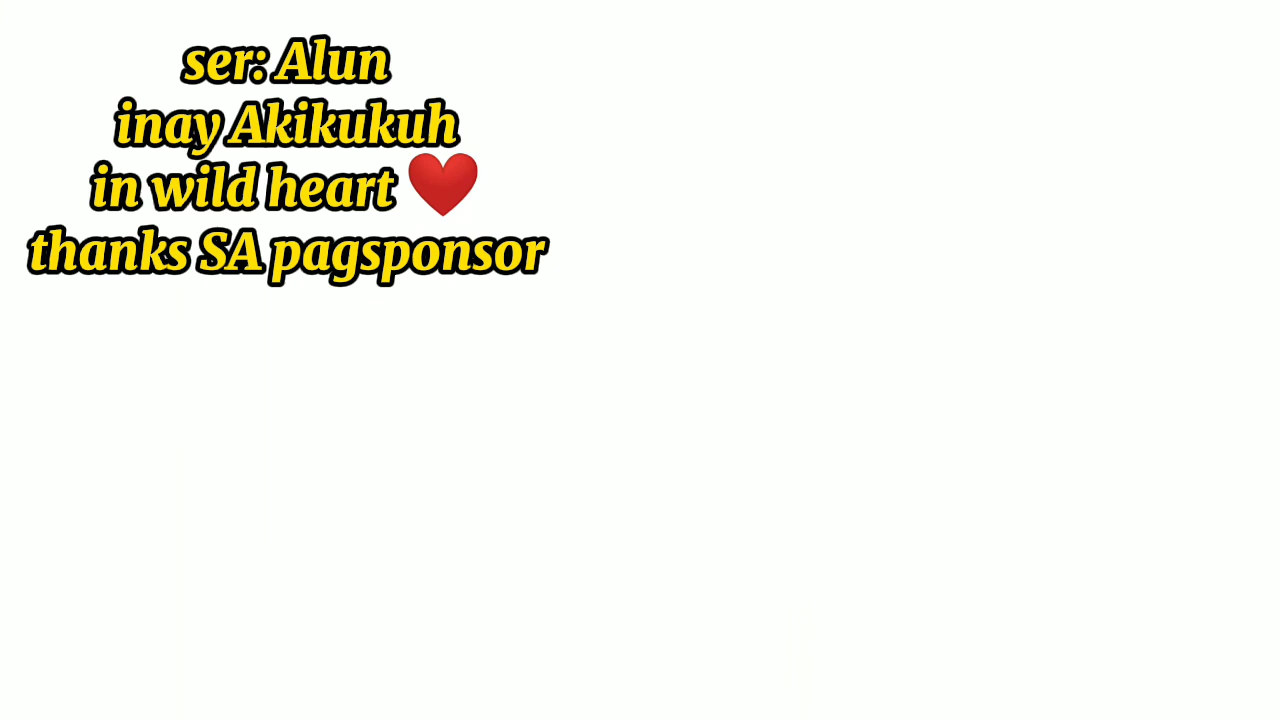 ser: Alun
inay Akikukuh
in wild heart ❤️
thanks SA pagsponsor